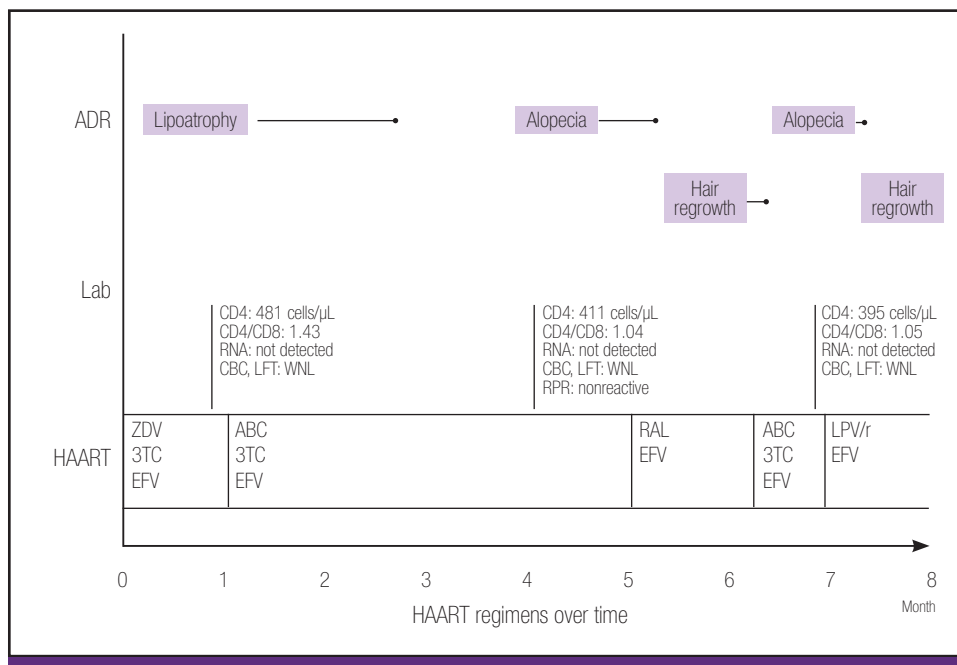 ADR
Lipoatrophy
Alopecia
Alopecia
Hair
regrowth
Hair
regrowth
Lab
CD4: 481 cells/µL
CD4/CD8: 1.43
RNA: not detected
CBC, LFT: WNL
CD4: 411 cells/µL
CD4/CD8: 1.04
RNA: not detected
CBC, LFT: WNL
RPR: nonreactive
CD4: 395 cells/µL
CD4/CD8: 1.05
RNA: not detected
CBC, LFT: WNL
HAART
ZDV
3TC
EFV
ABC
3TC
EFV
RAL
EFV
ABC
3TC
EFV
LPV/r
EFV
0 1 2 3 4 5 6 7 8
Month
HAART regimens over time